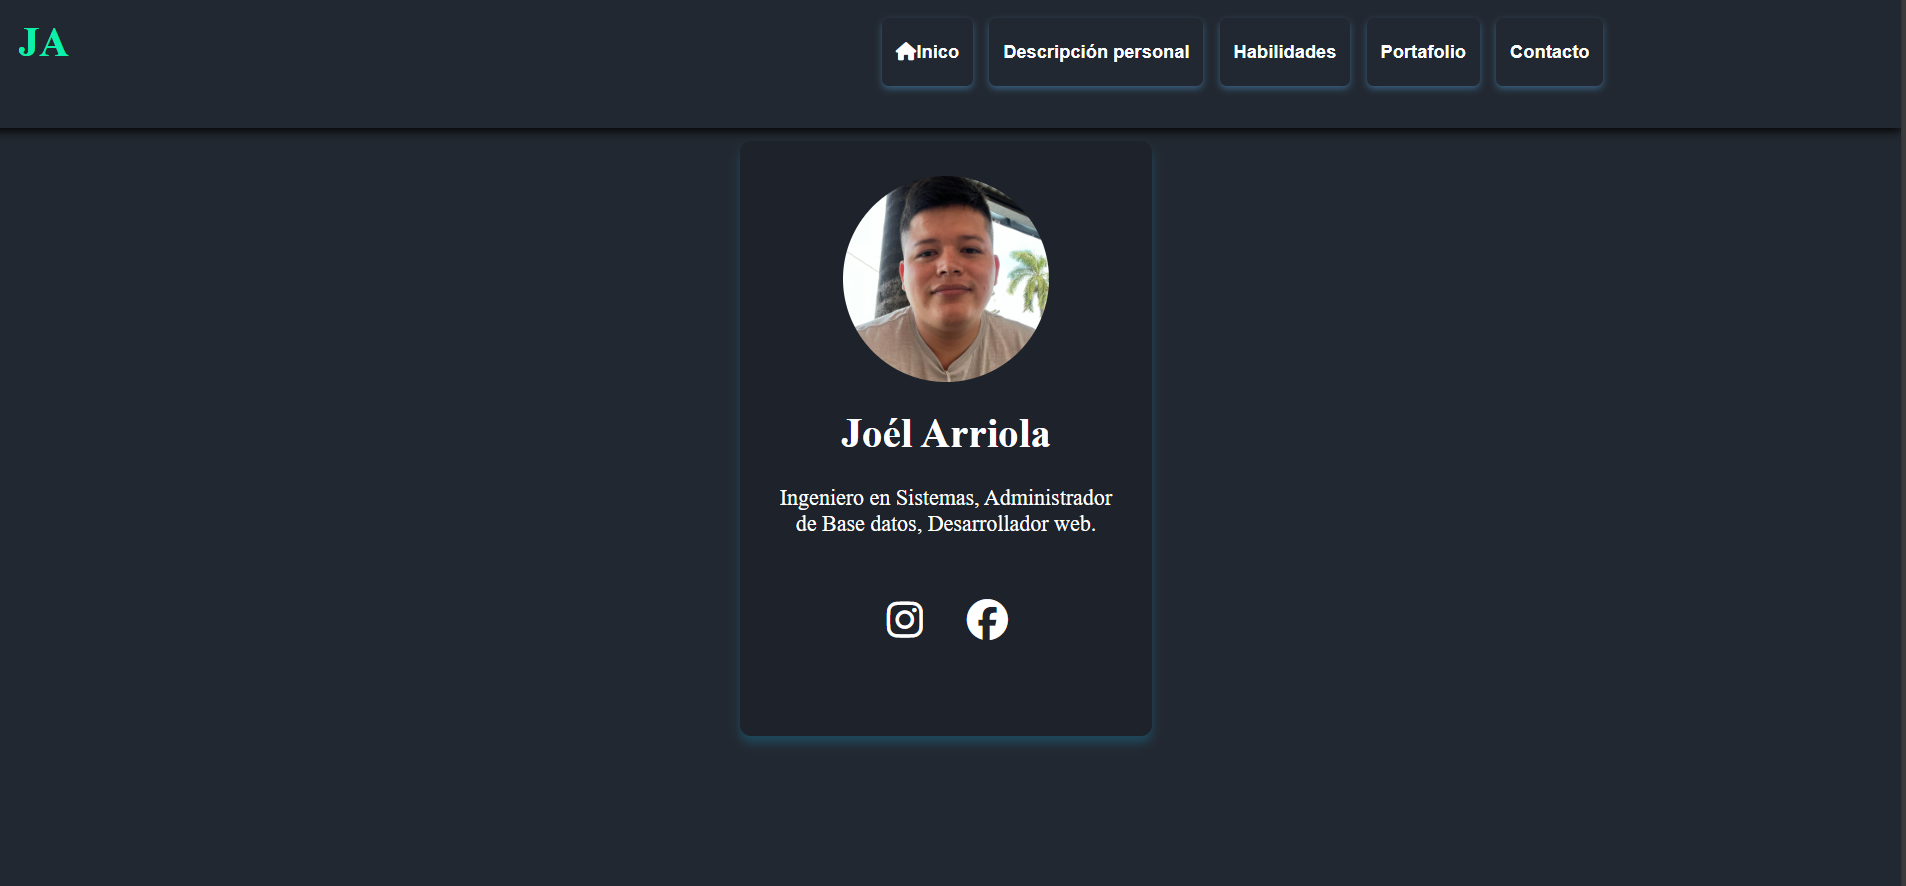 JA
Inico
Descripción personal
Habilidades
Portafolio
Contacto
Joél Arriola
Ingeniero en Sistemas, Administrador
de Base datos, Desarrollador web.